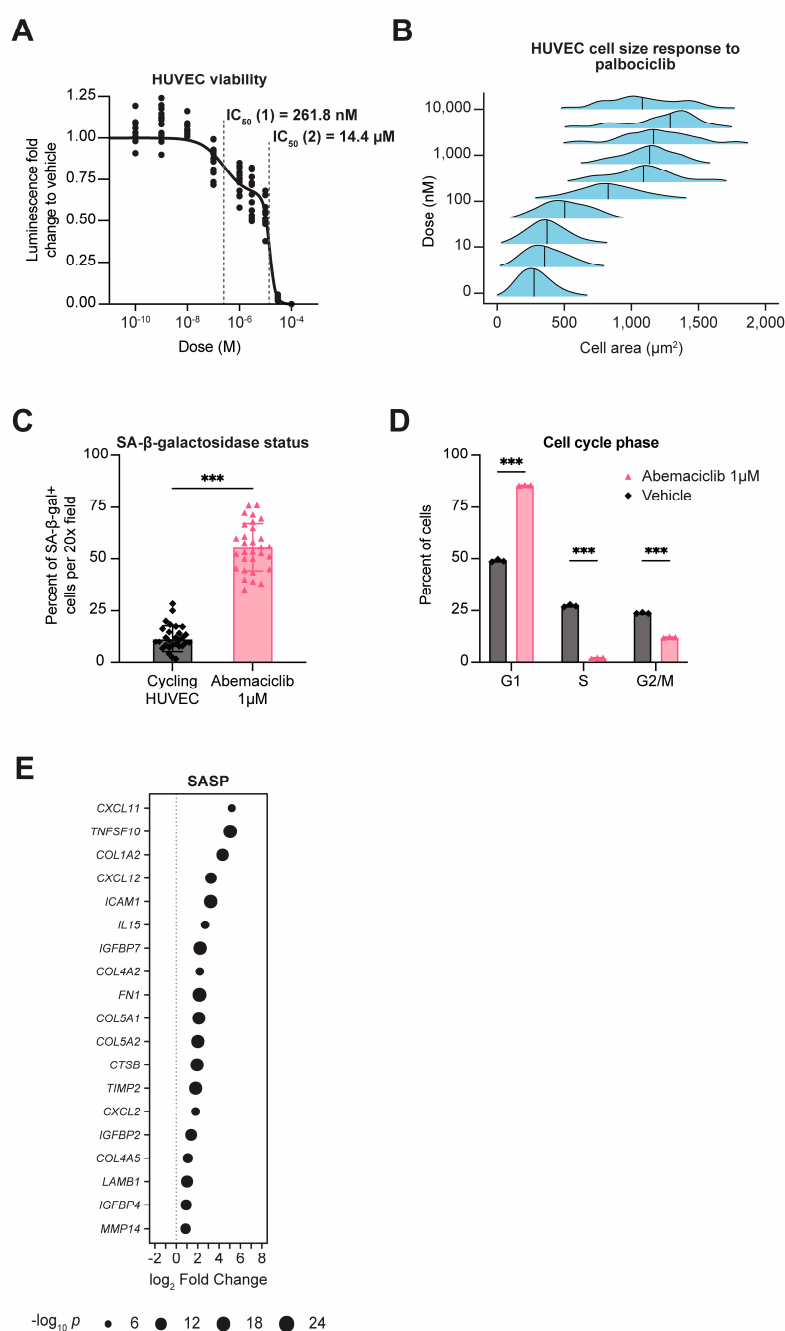 A
HUVEC viability
1.25
1.00
0.75
0.50
0.25
0.00
Luminescence fold
change to vehicle
IC50 (1) = 261.8 nM
IC50 (2) = 14.4 µM
10-10
10-8
10-6
10-4
Dose (M)
B
HUVEC cell size response to
palbociclib
10,000
1,000
100
10
0
Dose (nM)
0
500
1,000
1,500
2,000
Cell area (µm2)
C
SA-β-galactosidase status
100
75
50
25
0
Percent of SA-β-gal+
cells per 20x field
***
Cycling
HUVEC
Abemaciclib
1µM
D
Cell cycle phase
100
75
50
25
0
Percent of cells
***
***
***
Abemaciclib 1µM
Vehicle
G1
S
G2/M
E
SASP
CXCL11
TNFSF10
COL1A2
CXCL12
ICAM1
IL15
IGFBP7
COL4A2
FN1
COL5A1
COL5A2
CTSB
TIMP2
CXCL2
IGFBP2
COL4A5
LAMB1
IGFBP4
MMP14
-2 0 2 4 6 8
log2 Fold Change
-log10 p 6 12 18 24